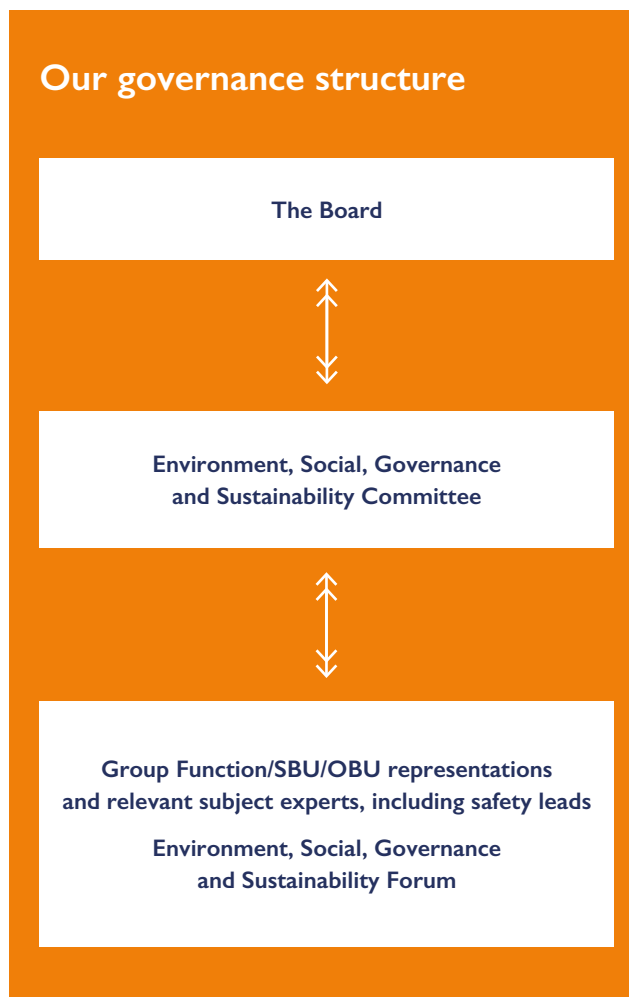 Our governance structure
The Board
Environment, Social, Governance
and Sustainability Committee
Group Function/SBU/OBU representations
and relevant subject experts, including safety leads
Environment, Social, Governance
and Sustainability Forum